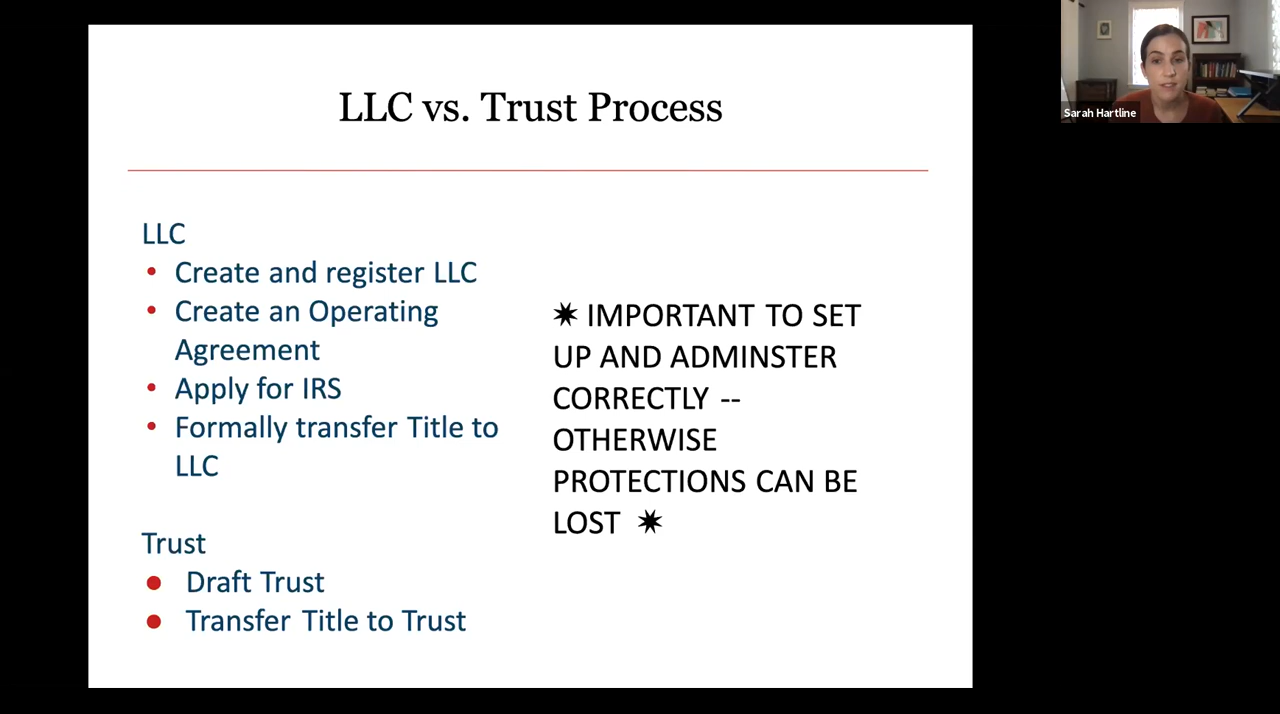 LLC vs. Trust Process
LLC
• Create and register LLC
• Create an Operating
Agreement
• Apply for IRS
• Formally transfer Title to
LLC
Trust
● Draft Trust
● Transfer Title to Trust
✷ IMPORTANT TO SET
UP AND ADMINSTER
CORRECTLY --
OTHERWISE
PROTECTIONS CAN BE
LOST ✷
Sarah Hartline